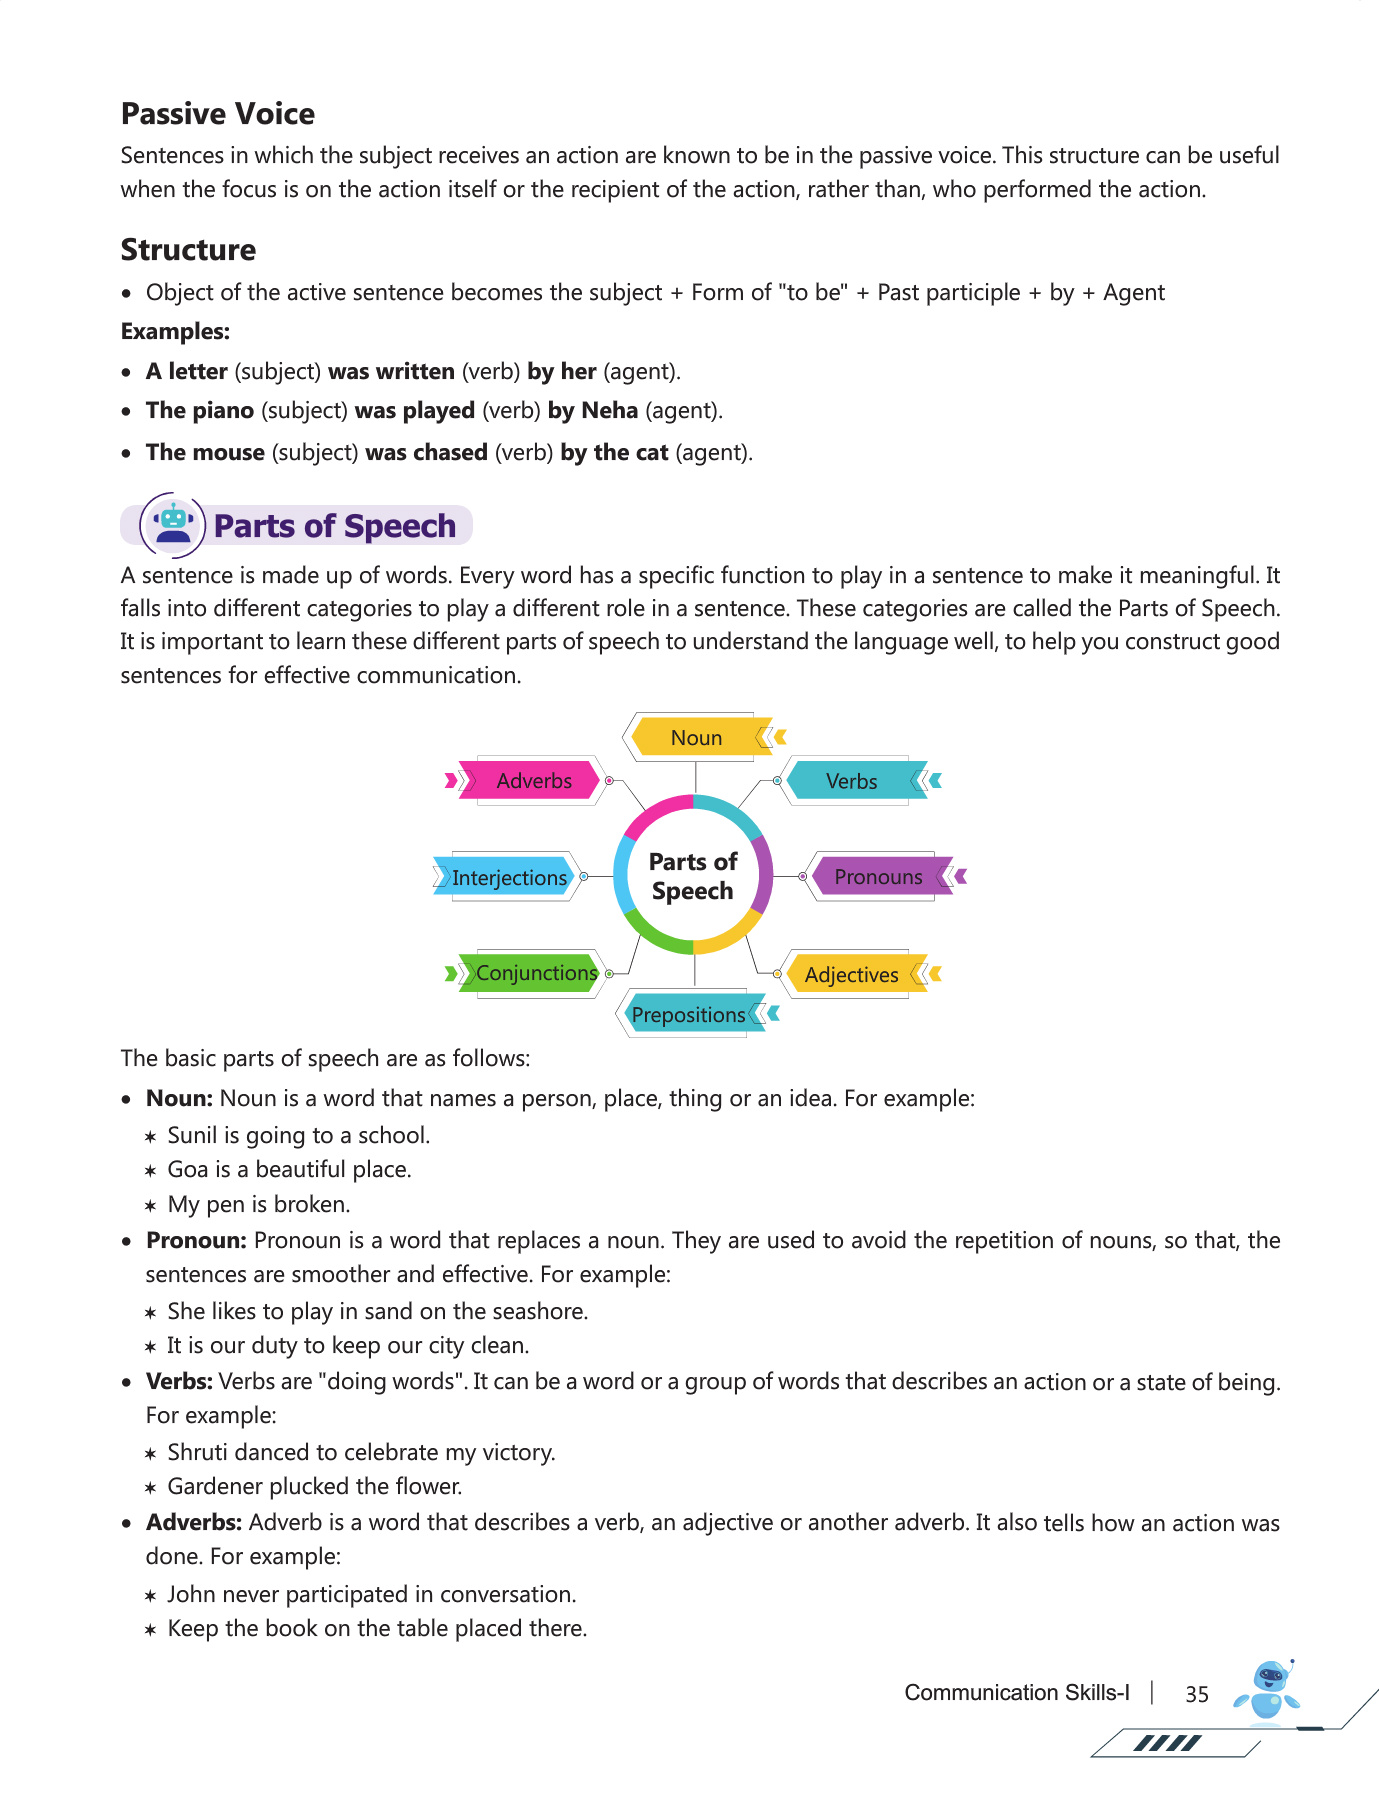 Passive Voice
Sentences in which the subject receives an action are known to be in the passive voice. This structure can be useful
when the focus is on the action itself or the recipient of the action, rather than, who performed the action.
Structure
• Object of the active sentence becomes the subject + Form of "to be" + Past participle + by + Agent
Examples:
• A letter (subject) was written (verb) by her (agent).
• The piano (subject) was played (verb) by Neha (agent).
• The mouse (subject) was chased (verb) by the cat (agent).
Parts of Speech
A sentence is made up of words. Every word has a specific function to play in a sentence to make it meaningful. It
falls into different categories to play a different role in a sentence. These categories are called the Parts of Speech.
It is important to learn these different parts of speech to understand the language well, to help you construct good
sentences for effective communication.
Noun
Adverbs
Verbs
Parts of
Speech
Interjections
Pronouns
Conjunctions
Adjectives
Prepositions
The basic parts of speech are as follows:
• Noun: Noun is a word that names a person, place, thing or an idea. For example:
✶ Sunil is going to a school.
✶ Goa is a beautiful place.
✶ My pen is broken.
• Pronoun: Pronoun is a word that replaces a noun. They are used to avoid the repetition of nouns, so that, the
sentences are smoother and effective. For example:
✶ She likes to play in sand on the seashore.
✶ It is our duty to keep our city clean.
• Verbs: Verbs are "doing words". It can be a word or a group of words that describes an action or a state of being.
For example:
✶ Shruti danced to celebrate my victory.
✶ Gardener plucked the flower.
• Adverbs: Adverb is a word that describes a verb, an adjective or another adverb. It also tells how an action was
done. For example:
✶ John never participated in conversation.
✶ Keep the book on the table placed there.
Communication Skills-I | 35